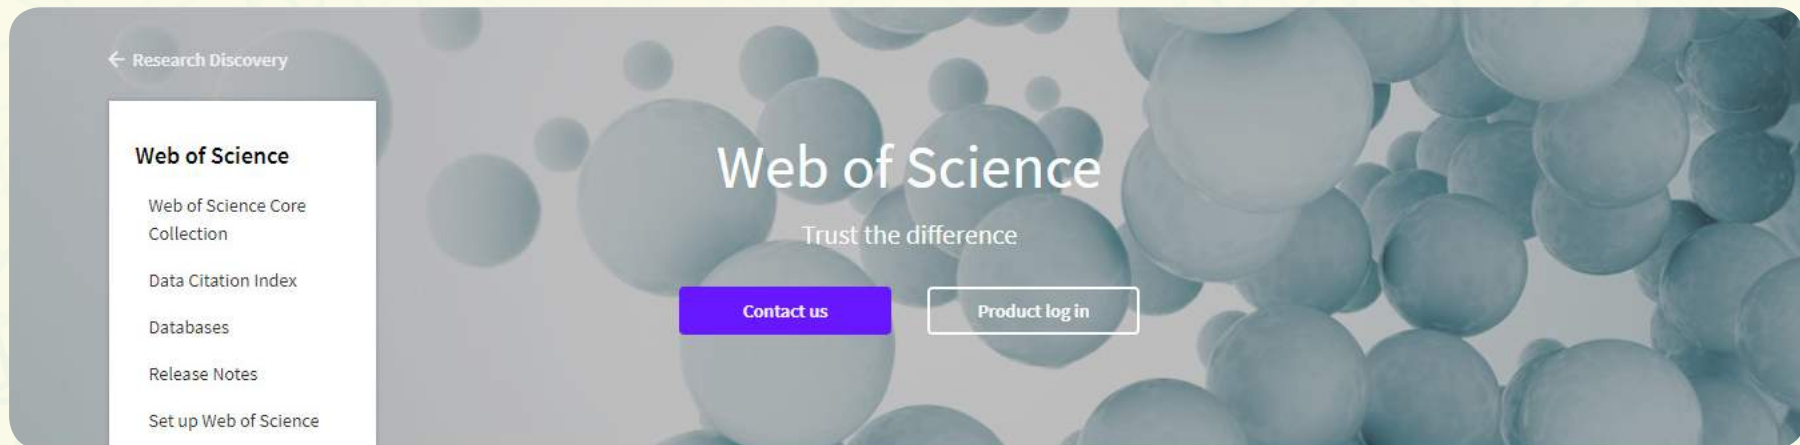 ← Research Discovery
Web of Science
Web of Science Core
Collection
Data Citation Index
Databases
Release Notes
Set up Web of Science
Web of Science
Trust the difference
Contact us
Product log in